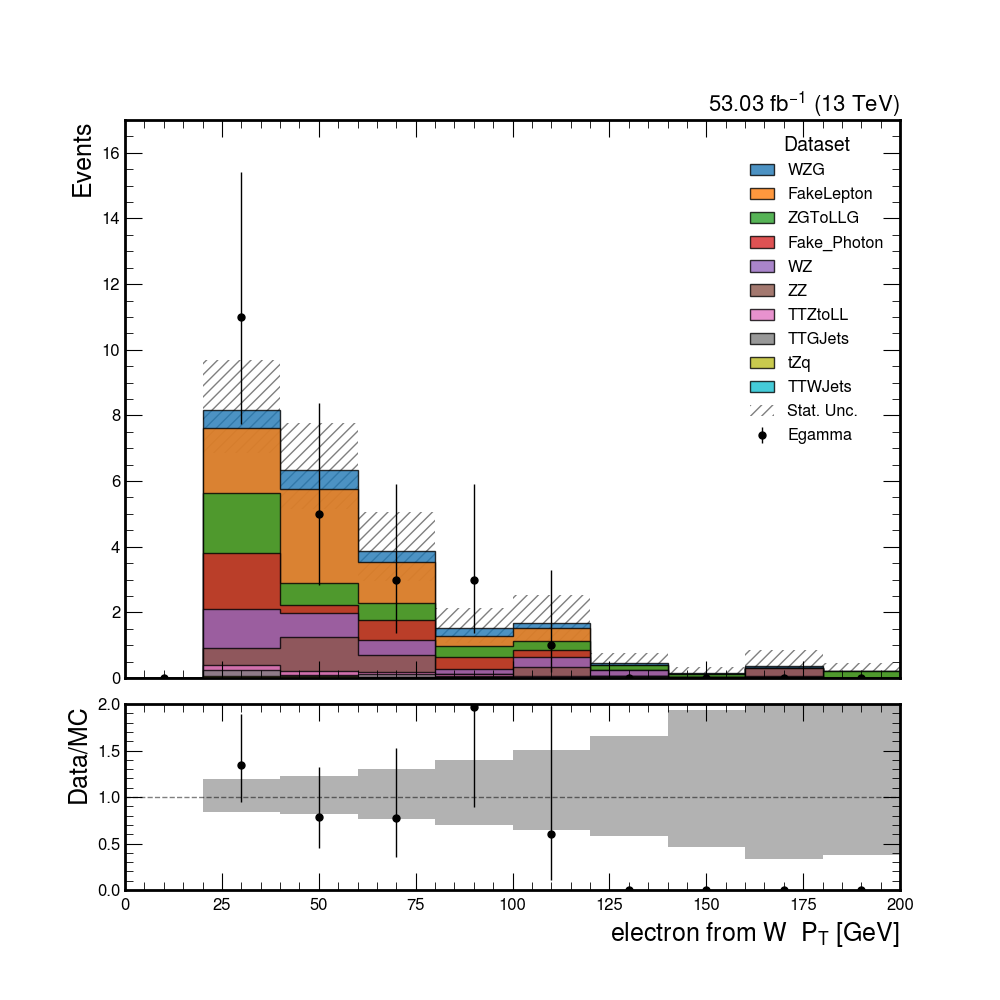 53.03 fb⁻¹ (13 TeV)
Events
16
14
12
10
8
6
4
2
0
Dataset
WZG
FakeLepton
ZGToLLG
Fake_Photon
WZ
ZZ
TTZtoLL
TTGJets
tZq
TTWJets
Stat. Unc.
Egamma
Data/MC
2.0
1.5
1.0
0.5
0.0
0 25 50 75 100 125 150 175 200
electron from W P_T [GeV]